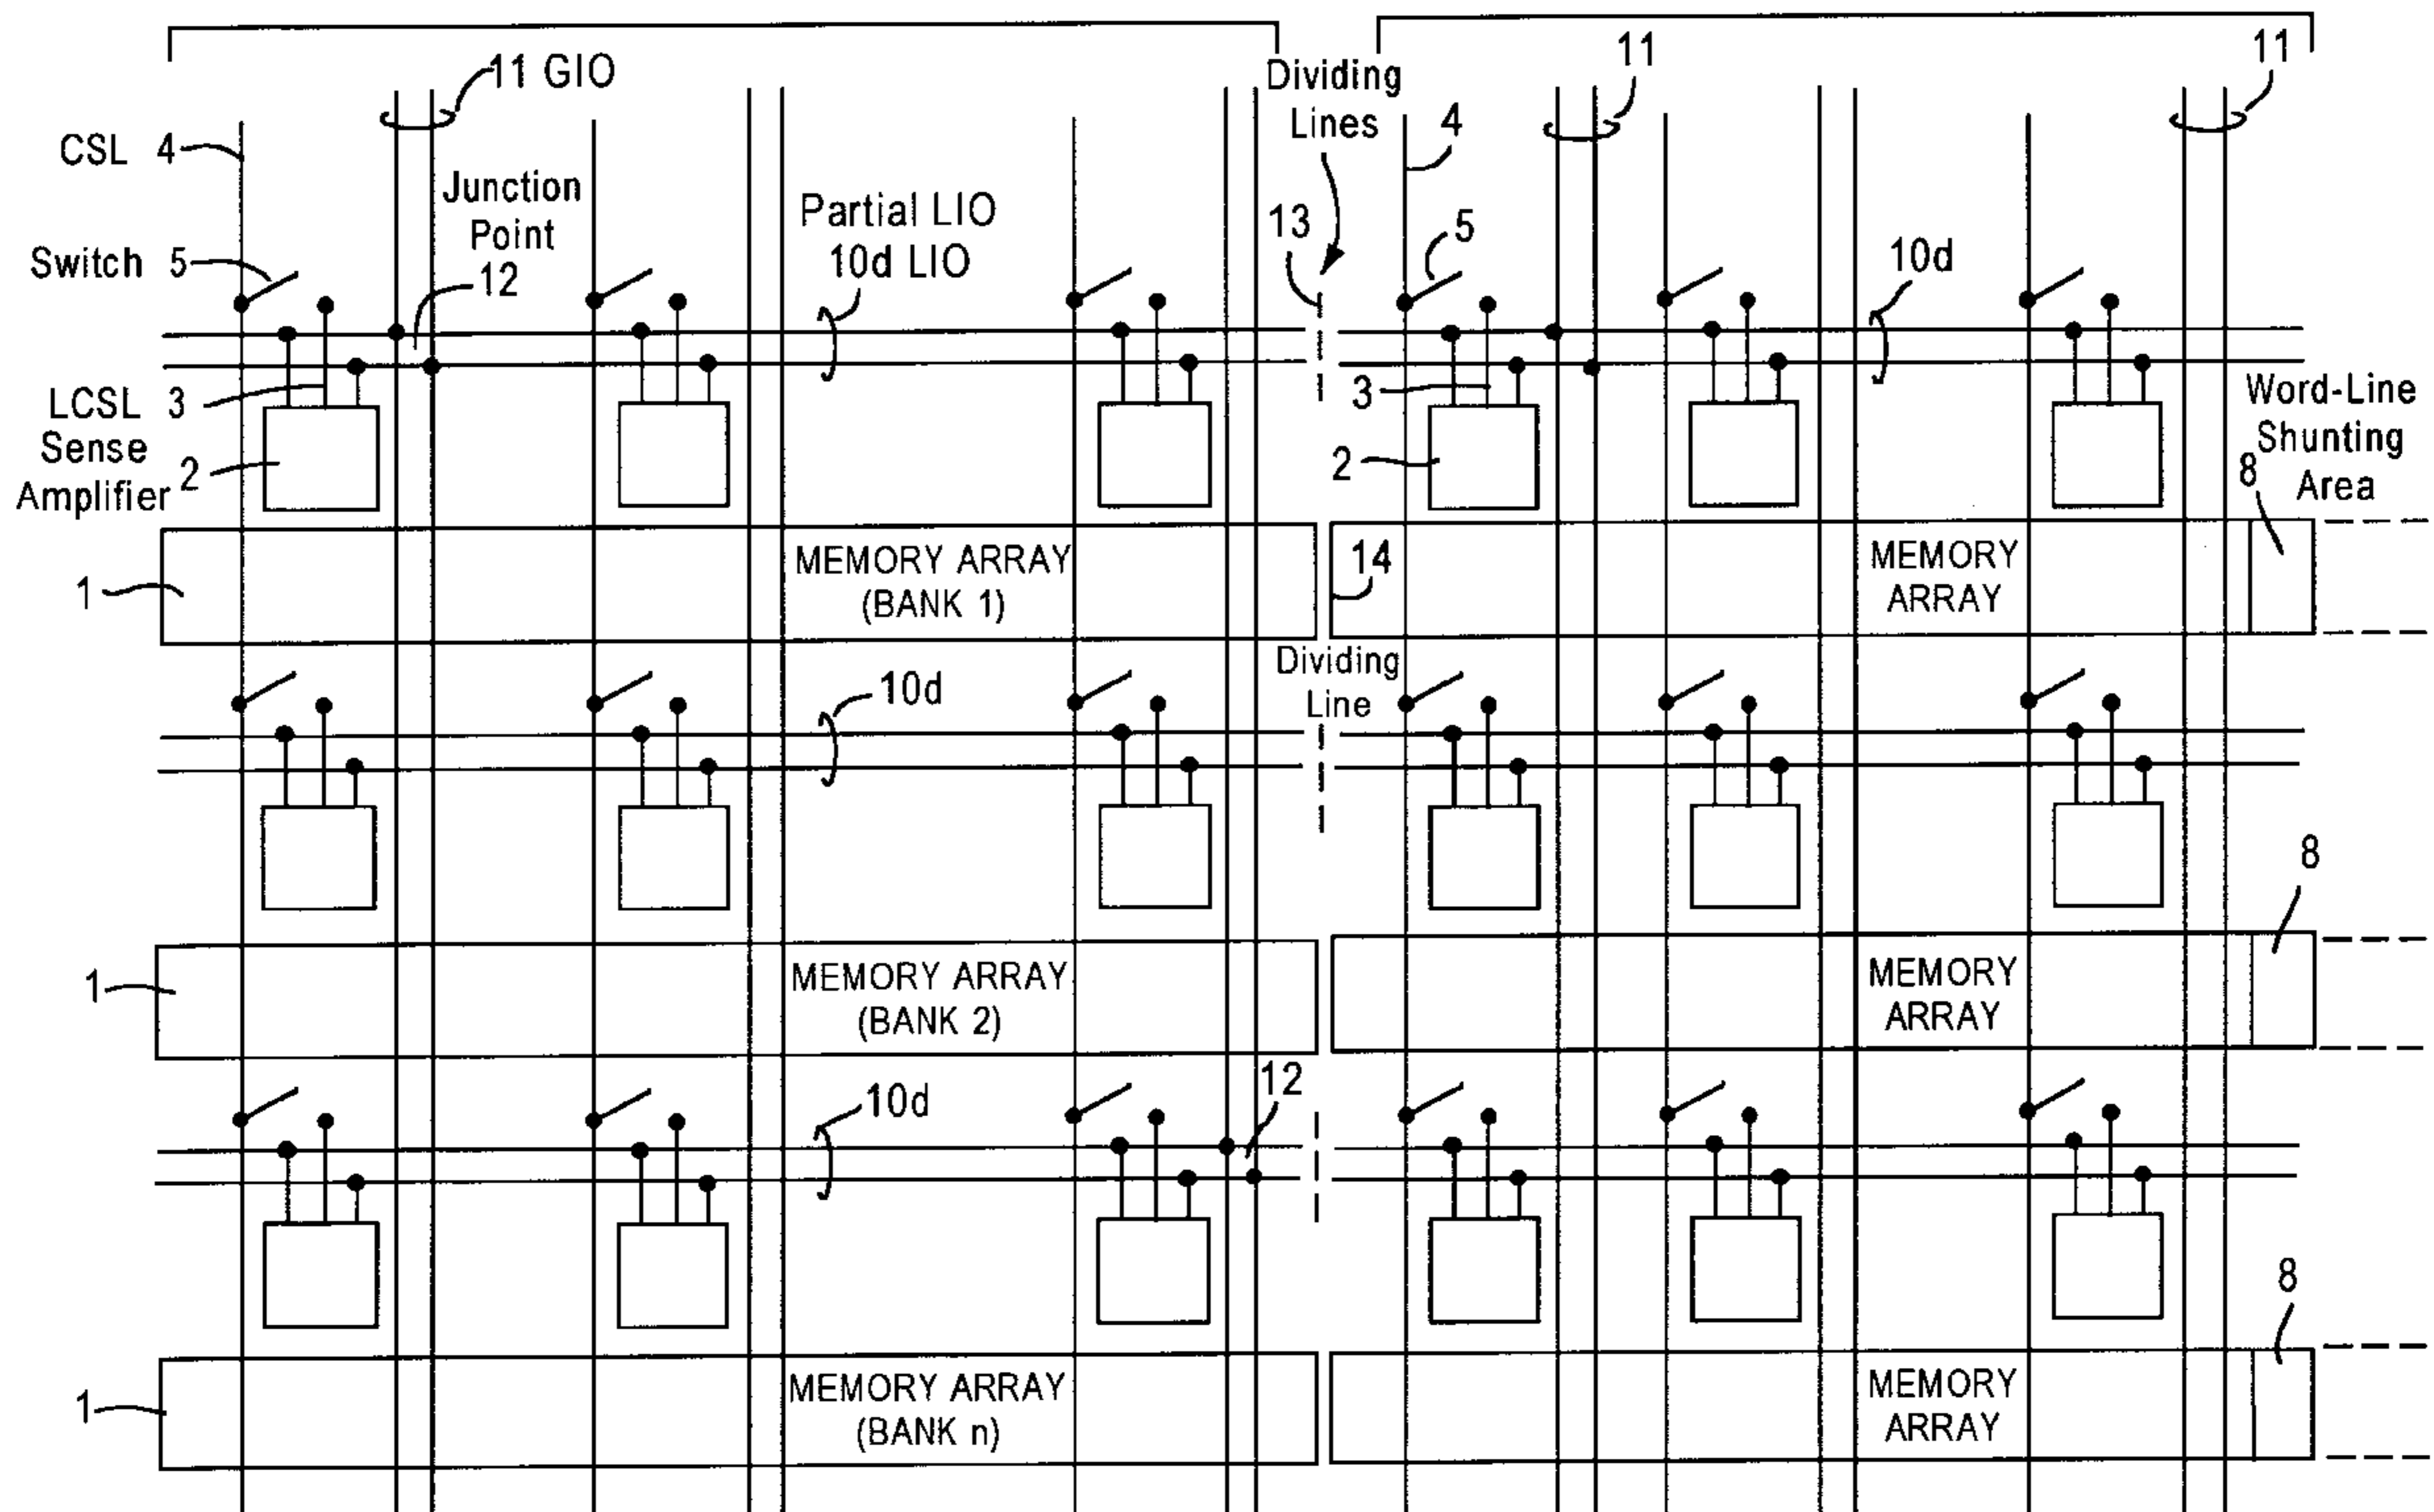 11 GIO
Dividing
Lines
11
11
CSL 4
4
Junction
Point
12
Partial LIO
10d LIO
13
5
10d
Switch 5
LCSL 3
Sense
Amplifier 2
3
2
Word-Line
Shunting
Area
8
1
MEMORY ARRAY
(BANK 1)
14
MEMORY
ARRAY
Dividing
Line
10d
8
1
MEMORY ARRAY
(BANK 2)
MEMORY
ARRAY
10d
12
8
1
MEMORY ARRAY
(BANK n)
MEMORY
ARRAY